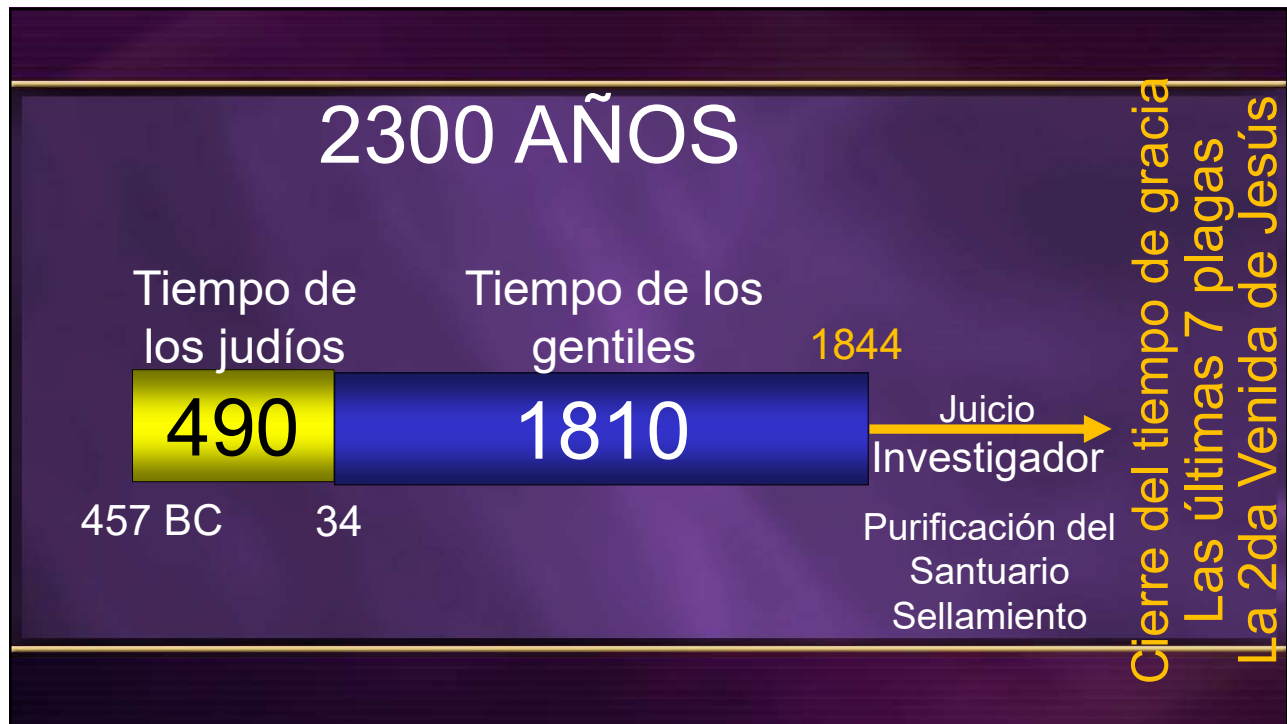 2300 AÑOS
Tiempo de
los judíos
Tiempo de los
gentiles
1844
490
1810
Juicio
Investigador
457 BC
34
Purificación del
Santuario
Sellamiento
Cierre del tiempo de gracia
Las últimas 7 plagas
La 2da Venida de Jesús